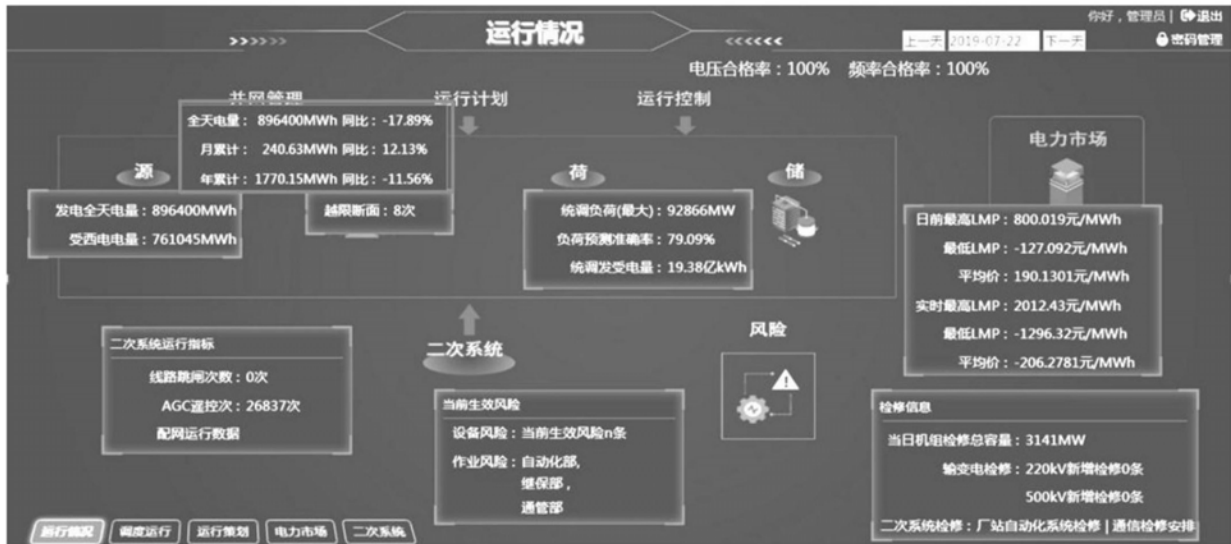 你好，管理员 | 退出
运行情况
>>>>>>
<<<<<<
上一天 2019-07-22 下一天
密码管理
电压合格率：100% 频率合格率：100%
并网管理
运行计划
运行控制
全天电量： 896400MWh 同比：-17.89%
月累计： 240.63MWh 同比：12.13%
年累计：1770.15MWh 同比：-11.56%
电力市场
源
荷
储
发电全天电量：896400MWh
受西电电量：761045MWh
越限断面：8次
统调负荷(最大)：92866MW
负荷预测准确率：79.09%
统调发受电量：19.38亿kWh
日前最高LMP：800.019元/MWh
最低LMP：-127.092元/MWh
平均价：190.1301元/MWh
实时最高LMP：2012.43元/MWh
最低LMP：-1296.32元/MWh
平均价：-206.2781元/MWh
二次系统运行指标
线路跳闸次数：0次
AGC遥控次：26837次
配网运行数据
二次系统
风险
当前生效风险
设备风险：当前生效风险n条
作业风险：自动化部，
继保部，
通管部
检修信息
当日机组检修总容量：3141MW
输变电检修：220kV新增检修0条
500kV新增检修0条
二次系统检修：厂站自动化系统检修 | 通信检修安排
运行情况 调度运行 运行策划 电力市场 二次系统